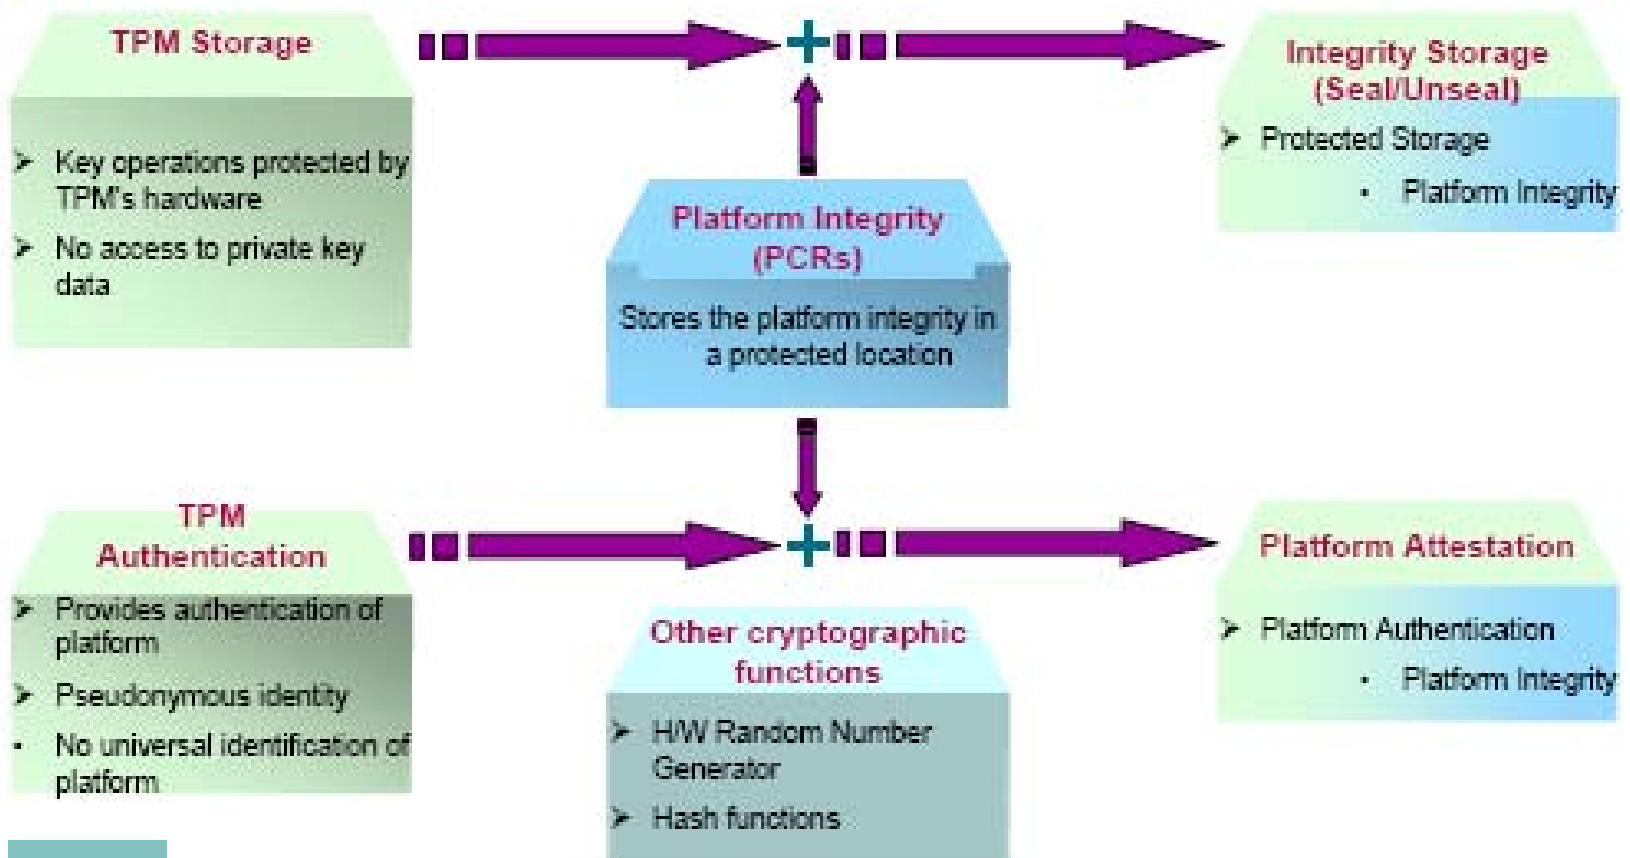 TPM Storage
➤ Key operations protected by
TPM's hardware
➤ No access to private key
data
Platform Integrity
(PCRs)
Stores the platform integrity in
a protected location
Integrity Storage
(Seal/Unseal)
➤ Protected Storage
• Platform Integrity
TPM
Authentication
➤ Provides authentication of
platform
➤ Pseudonymous identity
• No universal identification of
platform
Other cryptographic
functions
➤ H/W Random Number
Generator
➤ Hash functions
Platform Attestation
➤ Platform Authentication
• Platform Integrity